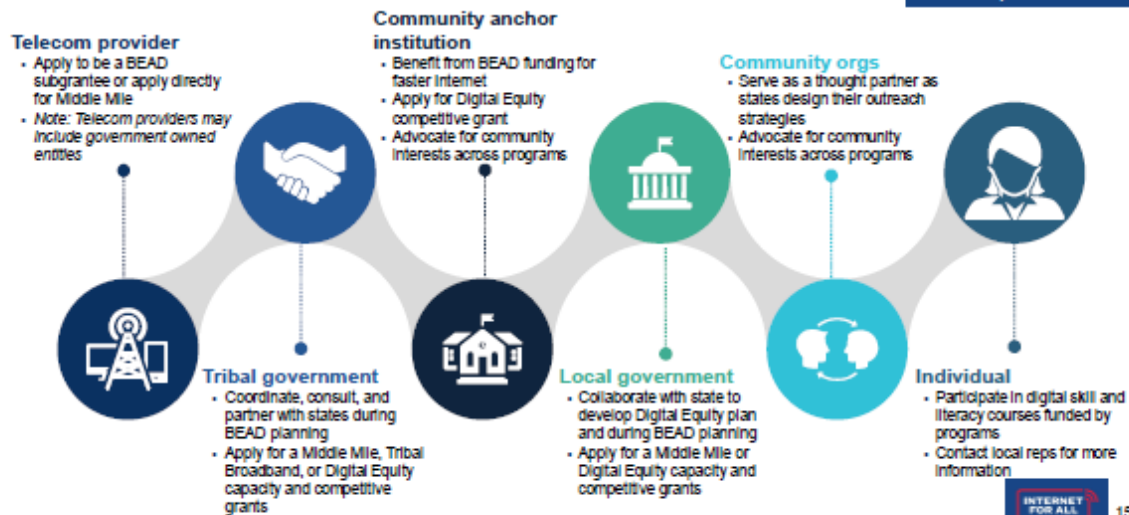 Telecom provider
• Apply to be a BEAD
subgrantee or apply directly
for Middle Mile
• Note: Telecom providers may
include government owned
entities
Community anchor
institution
• Benefit from BEAD funding for
faster internet
• Apply for Digital Equity
competitive grant
• Advocate for community
interests across programs
Community orgs
• Serve as a thought partner as
states design their outreach
strategies
• Advocate for community
interests across programs
Tribal government
• Coordinate, consult, and
partner with states during
BEAD planning
• Apply for a Middle Mile, Tribal
Broadband, or Digital Equity
capacity and competitive
grants
Local government
• Collaborate with state to
develop Digital Equity plan
and during BEAD planning
• Apply for a Middle Mile or
Digital Equity capacity and
competitive grants
Individual
• Participate in digital skill and
literacy courses funded by
programs
• Contact local reps for more
information
INTERNET
FOR ALL
15